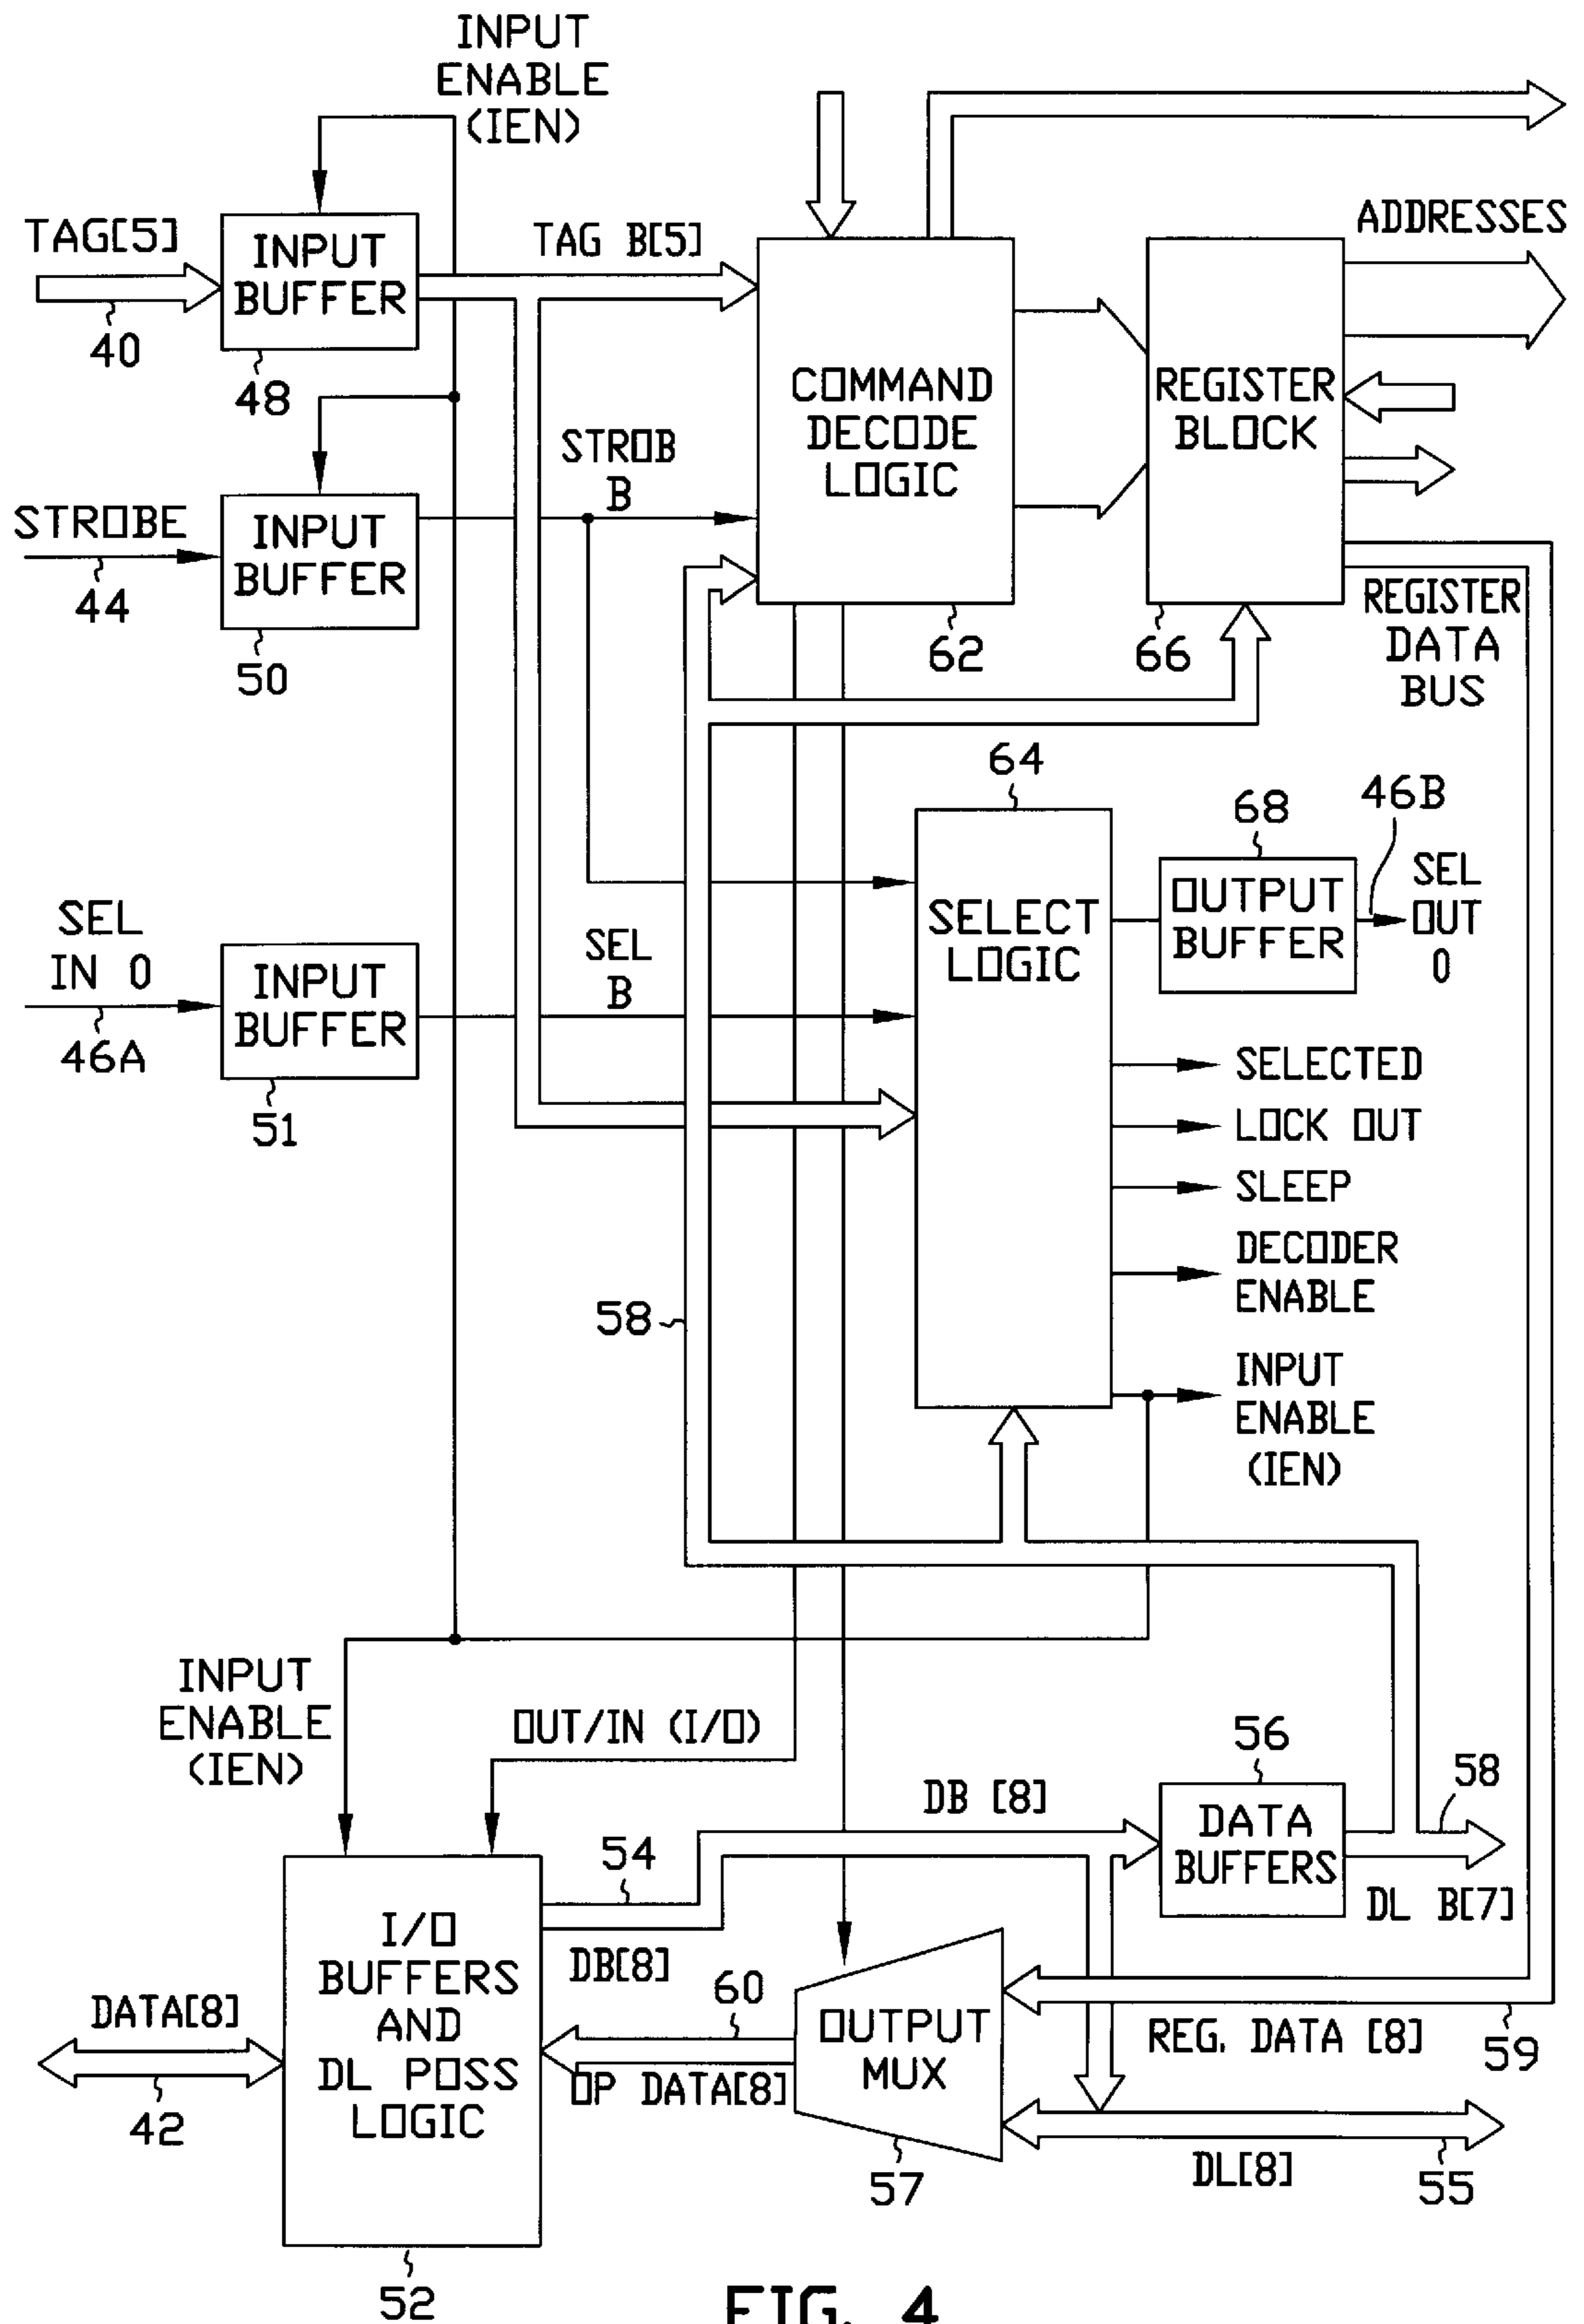 INPUT
ENABLE
(IEN)
TAG[5]
40
INPUT
BUFFER
48
TAG B[5]
ADDRESSES
COMMAND
DECODE
LOGIC
62
REGISTER
BLOCK
66
STROB
B
STROBE
44
INPUT
BUFFER
50
REGISTER
DATA
BUS
64
SELECT
LOGIC
68
OUTPUT
BUFFER
46B
SEL
OUT
0
SEL
IN 0
46A
INPUT
BUFFER
51
SEL
B
SELECTED
LOCK OUT
SLEEP
DECODER
ENABLE
58
INPUT
ENABLE
(IEN)
INPUT
ENABLE
(IEN)
OUT/IN (I/O)
56
DATA
BUFFERS
58
DB [8]
54
DB[8]
DL B[7]
I/O
BUFFERS
AND
DL POSS
LOGIC
52
DATA[8]
42
60
OP DATA[8]
OUTPUT
MUX
57
REG. DATA [8]
59
DL[8]
55
FIG. 4